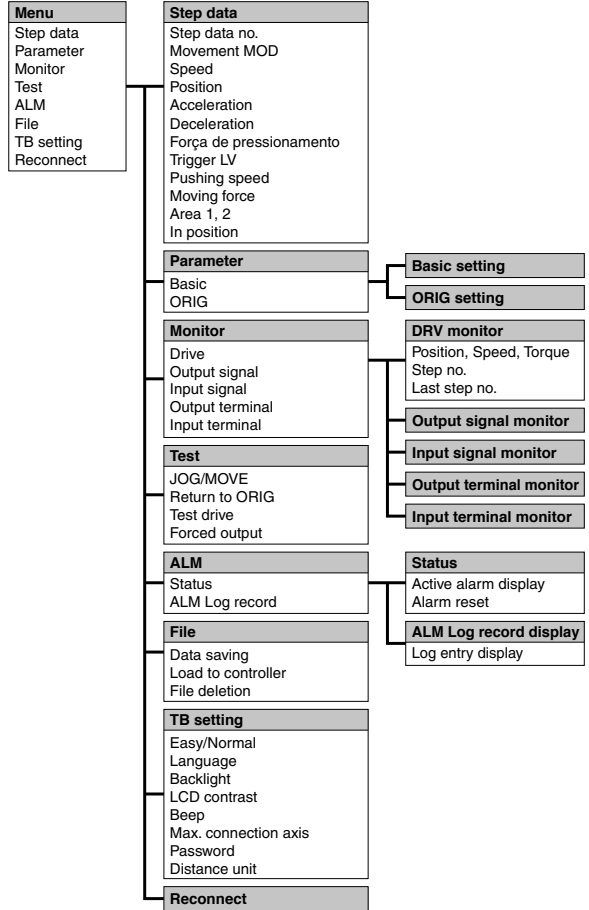 Menu
Step data
Parameter
Monitor
Test
ALM
File
TB setting
Reconnect
Step data
Step data no.
Movement MOD
Speed
Position
Acceleration
Deceleration
Força de pressionamento
Trigger LV
Pushing speed
Moving force
Area 1, 2
In position
Parameter
Basic
ORIG
Basic setting
ORIG setting
Monitor
Drive
Output signal
Input signal
Output terminal
Input terminal
DRV monitor
Position, Speed, Torque
Step no.
Last step no.
Output signal monitor
Input signal monitor
Output terminal monitor
Input terminal monitor
Test
JOG/MOVE
Return to ORIG
Test drive
Forced output
ALM
Status
ALM Log record
Status
Active alarm display
Alarm reset
ALM Log record display
Log entry display
File
Data saving
Load to controller
File deletion
TB setting
Easy/Normal
Language
Backlight
LCD contrast
Beep
Max. connection axis
Password
Distance unit
Reconnect